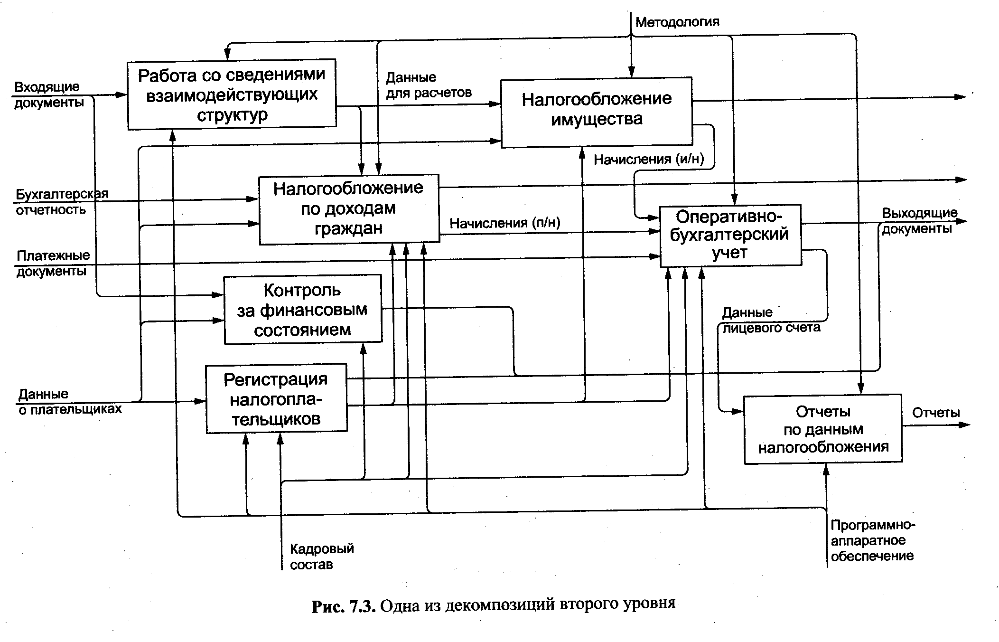 Методология
Работа со сведениями
взаимодействующих
структур
Входящие
документы
Данные
для расчетов
Налогообложение
имущества
Начисления (и/н)
Бухгалтерская
отчетность
Налогообложение
по доходам
граждан
Начисления (п/н)
Оперативно-
бухгалтерский
учет
Выходящие
документы
Платежные
документы
Контроль
за финансовым
состоянием
Данные
лицевого счета
Регистрация
налогопла-
тельщиков
Данные
о плательщиках
Отчеты
по данным
налогообложения
Отчеты
Кадровый
состав
Программно-
аппаратное
обеспечение
Рис. 7.3. Одна из декомпозиций второго уровня